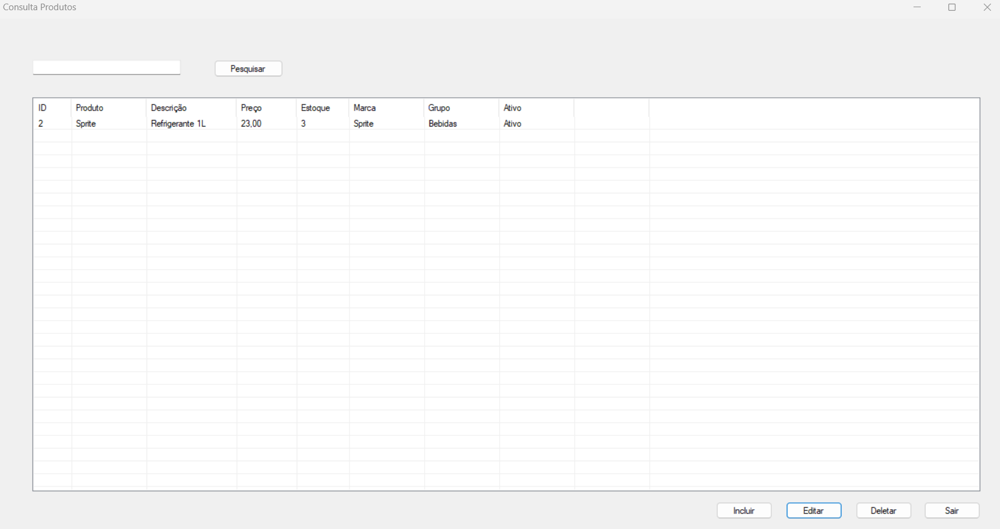 Consulta Produtos
Pesquisar
ID Produto Descrição Preço Estoque Marca Grupo Ativo
2 Sprite Refrigerante 1L 23,00 3 Sprite Bebidas Ativo
Incluir Editar Deletar Sair